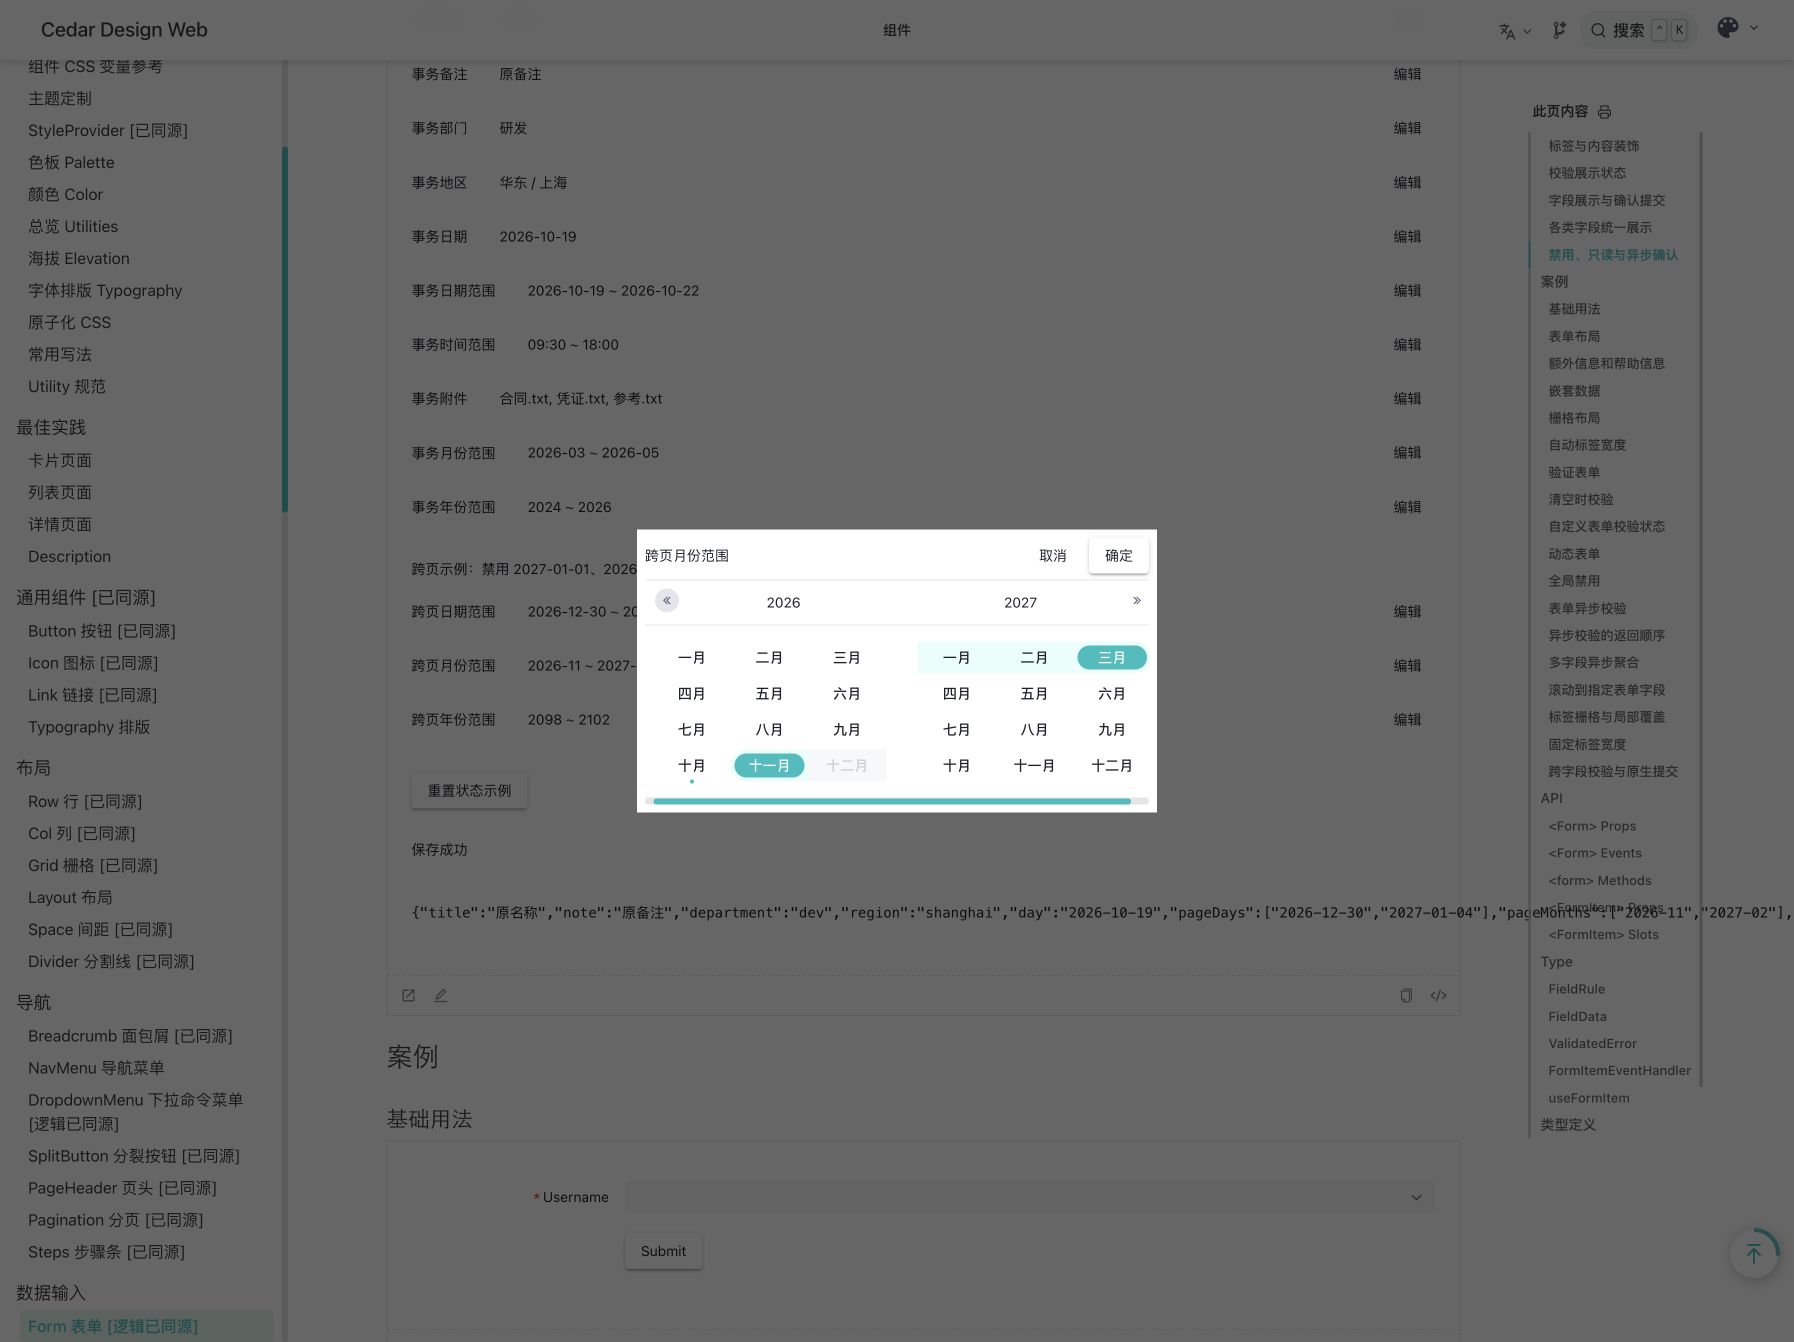 Cedar Design Web
组件
搜索 ^ K
组件 CSS 变量参考
主题定制
StyleProvider [已同源]
色板 Palette
颜色 Color
总览 Utilities
海拔 Elevation
字体排版 Typography
原子化 CSS
常用写法
Utility 规范
最佳实践
卡片页面
列表页面
详情页面
Description
通用组件 [已同源]
Button 按钮 [已同源]
Icon 图标 [已同源]
Link 链接 [已同源]
Typography 排版
布局
Row 行 [已同源]
Col 列 [已同源]
Grid 栅格 [已同源]
Layout 布局
Space 间距 [已同源]
Divider 分割线 [已同源]
导航
Breadcrumb 面包屑 [已同源]
NavMenu 导航菜单
DropdownMenu 下拉命令菜单
[逻辑已同源]
SplitButton 分裂按钮 [已同源]
PageHeader 页头 [已同源]
Pagination 分页 [已同源]
Steps 步骤条 [已同源]
数据输入
Form 表单 [逻辑已同源]
事务备注 原备注 编辑
事务部门 研发 编辑
事务地区 华东 / 上海 编辑
事务日期 2026-10-19 编辑
事务日期范围 2026-10-19 ~ 2026-10-22 编辑
事务时间范围 09:30 ~ 18:00 编辑
事务附件 合同.txt, 凭证.txt, 参考.txt 编辑
事务月份范围 2026-03 ~ 2026-05 编辑
事务年份范围 2024 ~ 2026 编辑
跨页示例：禁用 2027-01-01、2026
跨页日期范围 2026-12-30 ~ 20 编辑
跨页月份范围 2026-11 ~ 2027- 编辑
跨页年份范围 2098 ~ 2102 编辑
重置状态示例
保存成功
{"title":"原名称","note":"原备注","department":"dev","region":"shanghai","day":"2026-10-19","pageDays":["2026-12-30","2027-01-04"],"pageMonths":["2026-11","2027-02"],
跨页月份范围 取消 确定
« 2026 2027 »
一月 二月 三月 一月 二月 三月
四月 五月 六月 四月 五月 六月
七月 八月 九月 七月 八月 九月
十月 十一月 十二月 十月 十一月 十二月
</>
案例
基础用法
* Username
Submit
此页内容
标签与内容装饰
校验展示状态
字段展示与确认提交
各类字段统一展示
禁用、只读与异步确认
案例
基础用法
表单布局
额外信息和帮助信息
嵌套数据
栅格布局
自动标签宽度
验证表单
清空时校验
自定义表单校验状态
动态表单
全局禁用
表单异步校验
异步校验的返回顺序
多字段异步聚合
滚动到指定表单字段
标签栅格与局部覆盖
固定标签宽度
跨字段校验与原生提交
API
<Form> Props
<Form> Events
<form> Methods
<FormItem> Props
<FormItem> Slots
Type
FieldRule
FieldData
ValidatedError
FormItemEventHandler
useFormItem
类型定义